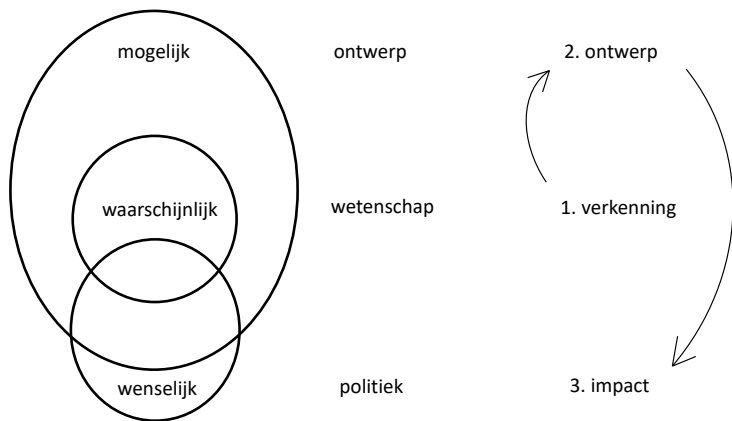 mogelijk ontwerp 2. ontwerp
waarschijnlijk wetenschap 1. verkenning
wenselijk politiek 3. impact